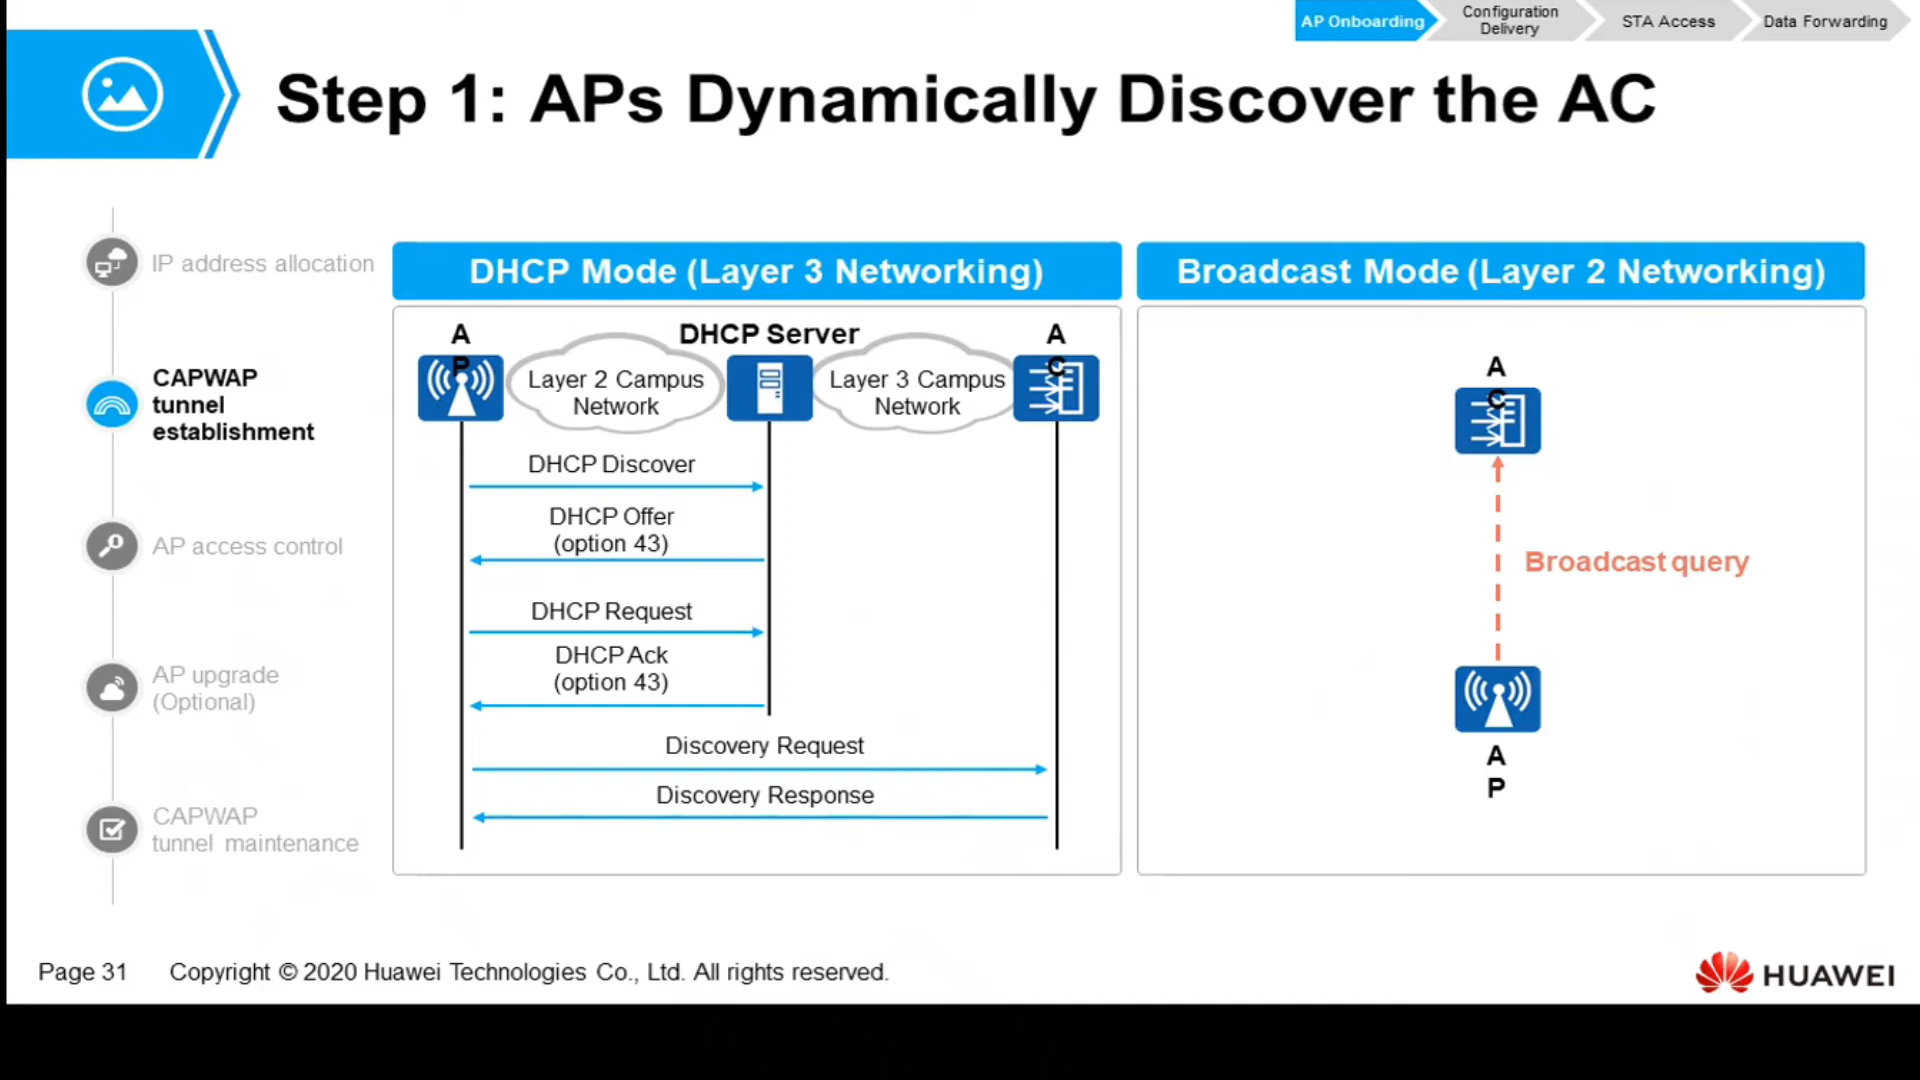 AP Onboarding
Configuration
Delivery
STA Access
Data Forwarding
Step 1: APs Dynamically Discover the AC
IP address allocation
CAPWAP
tunnel
establishment
AP access control
AP upgrade
(Optional)
CAPWAP
tunnel maintenance
DHCP Mode (Layer 3 Networking)
A
P
DHCP Server
A
C
Layer 2 Campus
Network
Layer 3 Campus
Network
DHCP Discover
DHCP Offer
(option 43)
DHCP Request
DHCP Ack
(option 43)
Discovery Request
Discovery Response
Broadcast Mode (Layer 2 Networking)
A
C
Broadcast query
A
P
Page 31
Copyright © 2020 Huawei Technologies Co., Ltd. All rights reserved.
HUAWEI